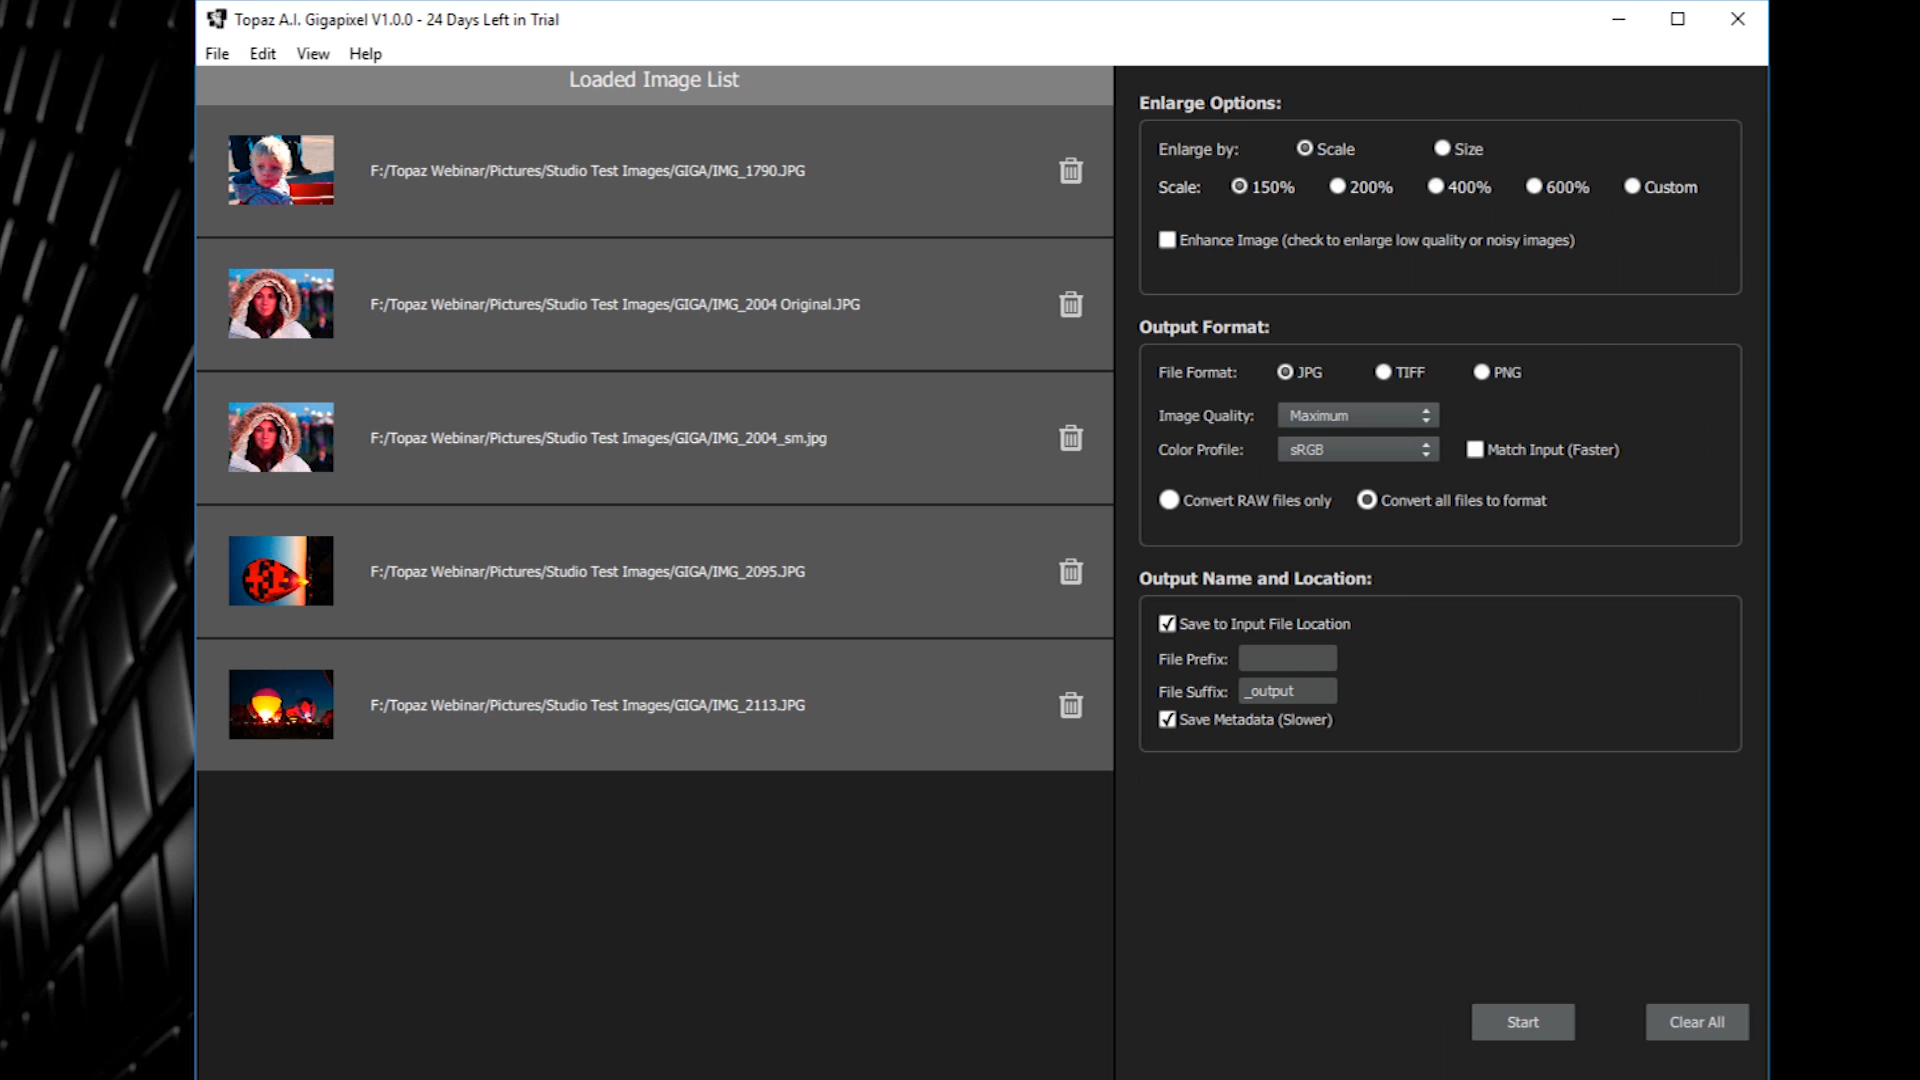 Topaz A.I. Gigapixel V1.0.0 - 24 Days Left in Trial
File Edit View Help
Loaded Image List
F:/Topaz Webinar/Pictures/Studio Test Images/GIGA/IMG_1790.JPG
F:/Topaz Webinar/Pictures/Studio Test Images/GIGA/IMG_2004 Original.JPG
F:/Topaz Webinar/Pictures/Studio Test Images/GIGA/IMG_2004_sm.jpg
F:/Topaz Webinar/Pictures/Studio Test Images/GIGA/IMG_2095.JPG
F:/Topaz Webinar/Pictures/Studio Test Images/GIGA/IMG_2113.JPG
Enlarge Options:
Enlarge by: Scale Size
Scale: 150% 200% 400% 600% Custom
Enhance Image (check to enlarge low quality or noisy images)
Output Format:
File Format: JPG TIFF PNG
Image Quality: Maximum
Color Profile: sRGB Match Input (Faster)
Convert RAW files only Convert all files to format
Output Name and Location:
Save to Input File Location
File Prefix:
File Suffix: _output
Save Metadata (Slower)
Start Clear All